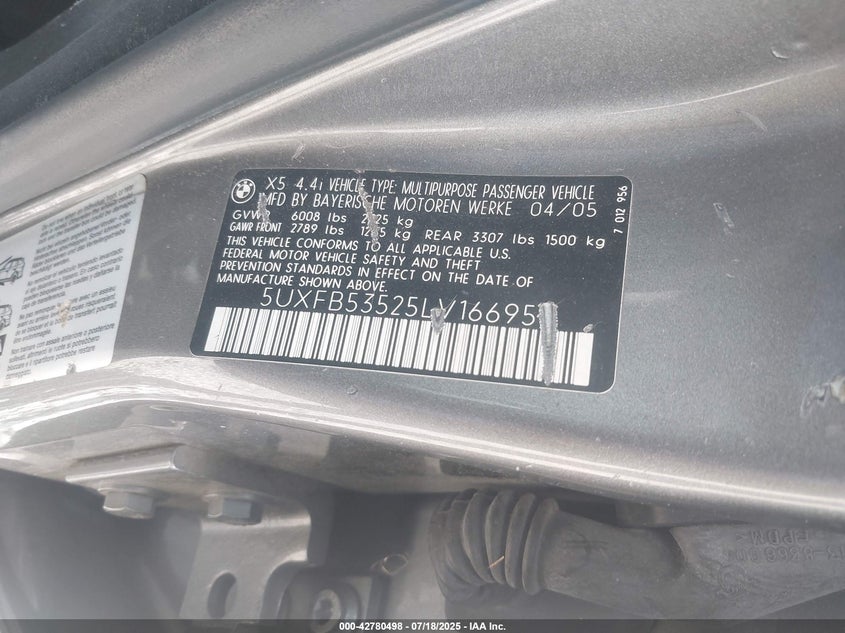 X5 4.4i VEHICLE TYPE: MULTIPURPOSE PASSENGER VEHICLE
MFD BY BAYERISCHE MOTOREN WERKE 04/05
GVWR 6008 lbs 25 kg
GAWR FRONT 2789 lbs 1265 kg REAR 3307 lbs 1500 kg
THIS VEHICLE CONFORMS TO ALL APPLICABLE U.S.
FEDERAL MOTOR VEHICLE SAFETY AND THEFT
PREVENTION STANDARDS IN EFFECT ON THE DATE OF
MANUFACTURE SHOWN ABOVE.
5UXFB53525LV16695
7 012 956
000-42780498 - 07/18/2025 - IAA Inc.